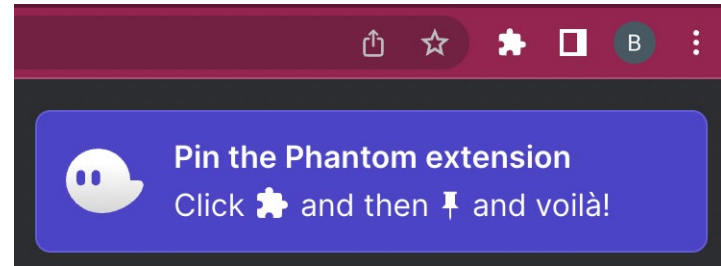 B
Pin the Phantom extension
Click and then and voilà!